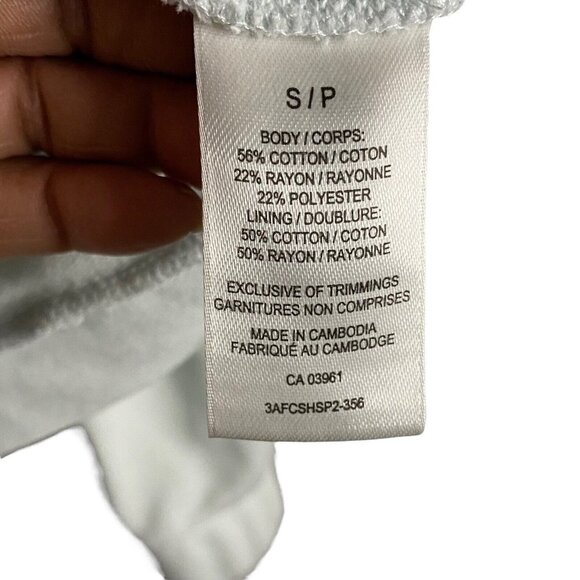 S / P
BODY / CORPS:
56% COTTON / COTON
22% RAYON / RAYONNE
22% POLYESTER
LINING / DOUBLURE:
50% COTTON / COTON
50% RAYON / RAYONNE
EXCLUSIVE OF TRIMMINGS
GARNITURES NON COMPRISES
MADE IN CAMBODIA
FABRIQUÉ AU CAMBODGE
CA 03961
3AFCSHSP2-356